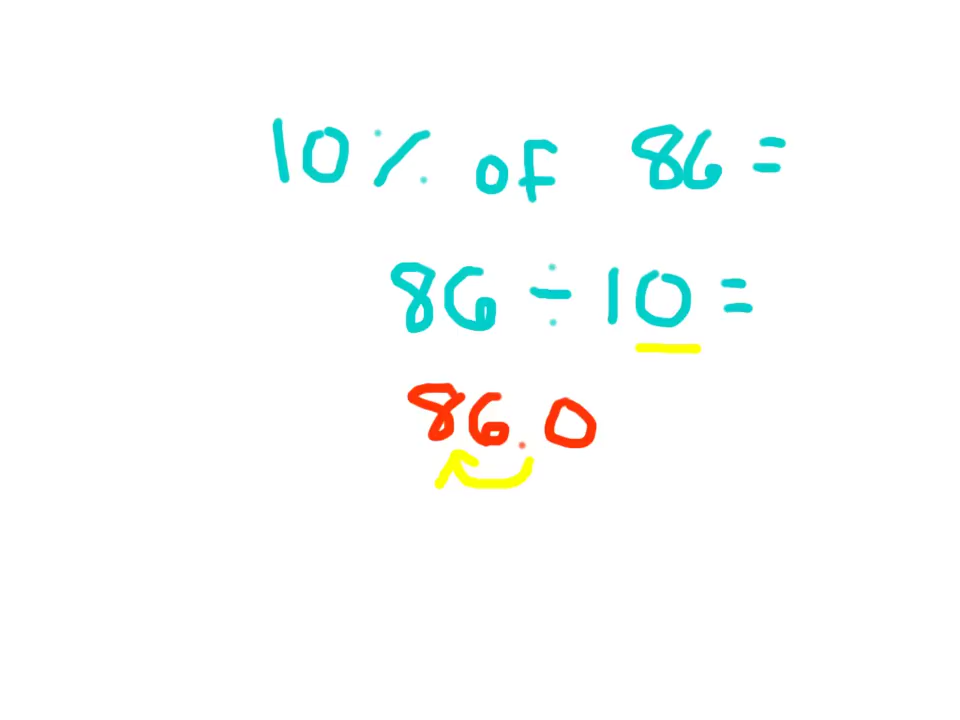 10% of 86 =
86 ÷ 10 =
86.0